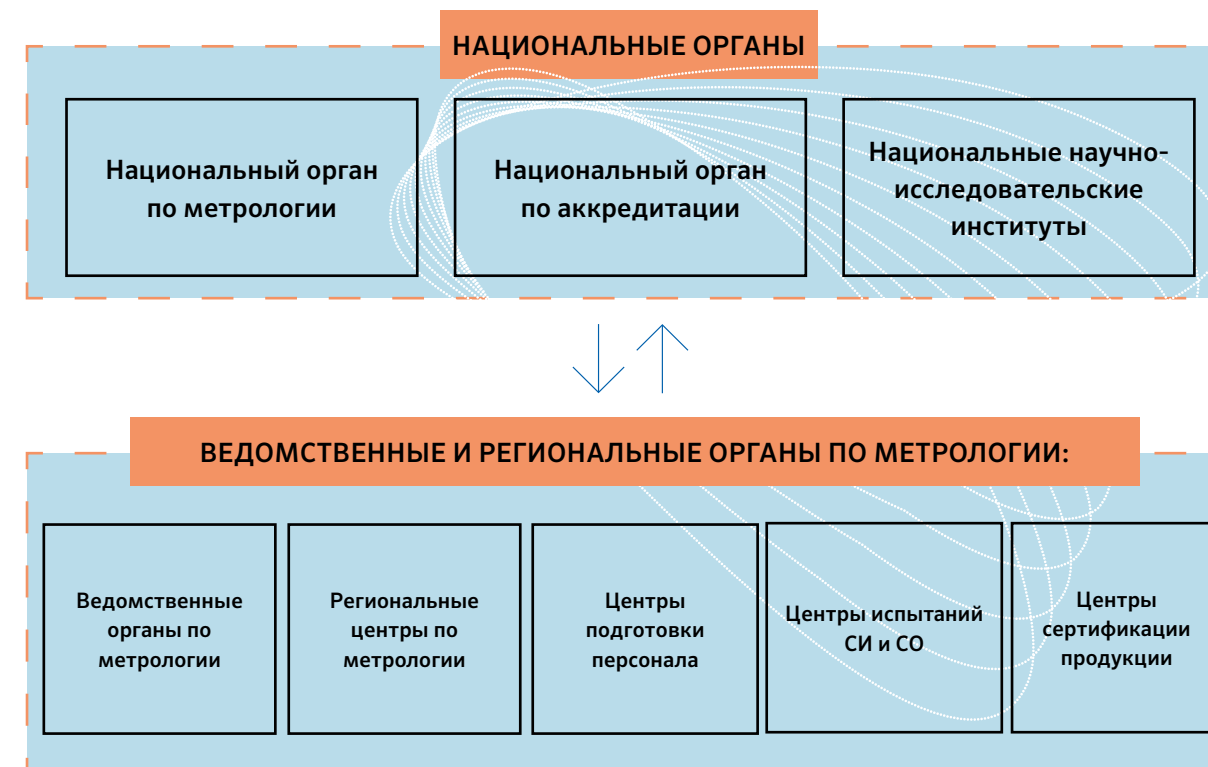 НАЦИОНАЛЬНЫЕ ОРГАНЫ
Национальный орган
по метрологии
Национальный орган
по аккредитации
Национальные научно-
исследовательские
институты
ВЕДОМСТВЕННЫЕ И РЕГИОНАЛЬНЫЕ ОРГАНЫ ПО МЕТРОЛОГИИ:
Ведомственные
органы по
метрологии
Региональные
центры по
метрологии
Центры
подготовки
персонала
Центры испытаний
СИ и СО
Центры
сертификации
продукции